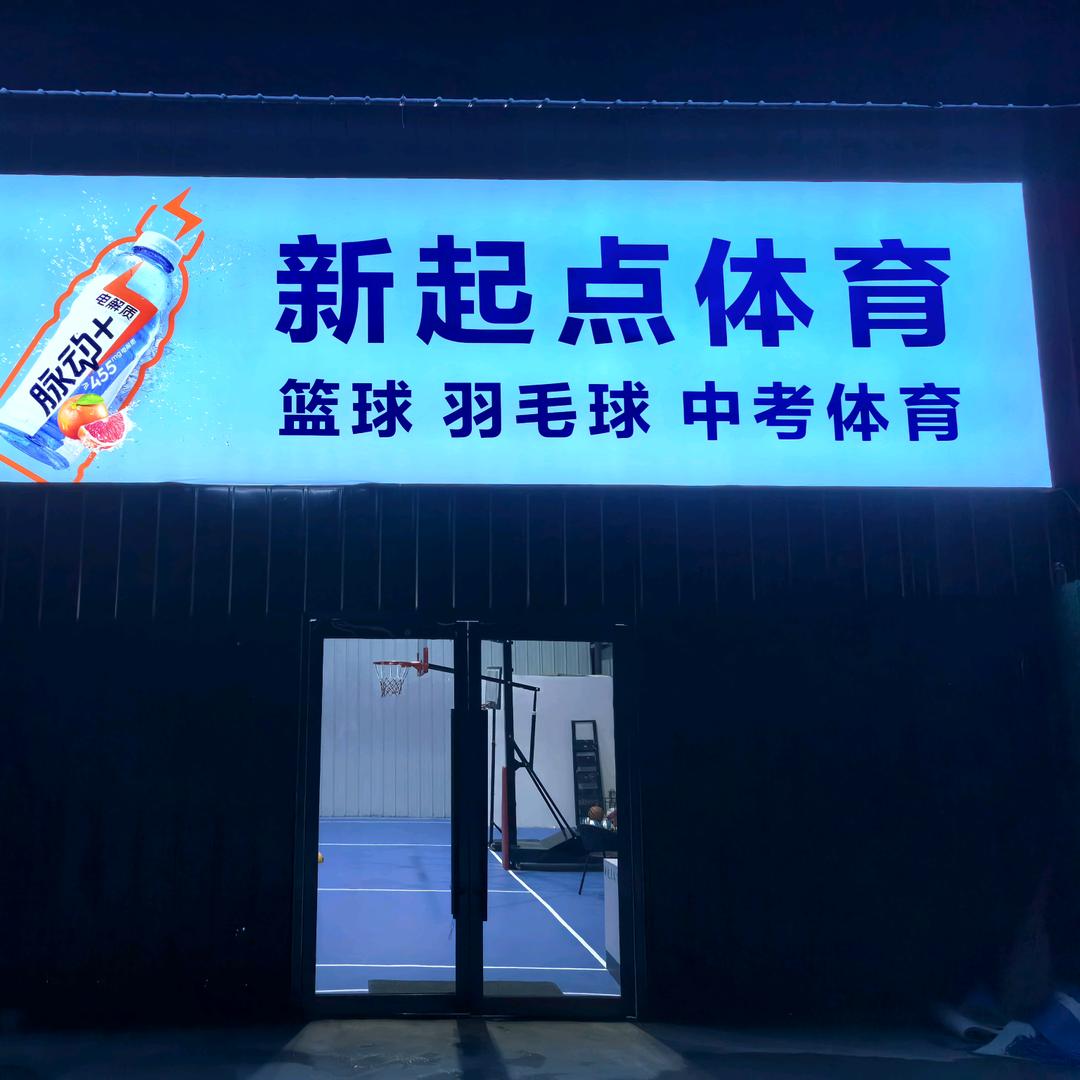 新起点体育
篮球 羽毛球 中考体育
电解质
脉动+
≥455mg